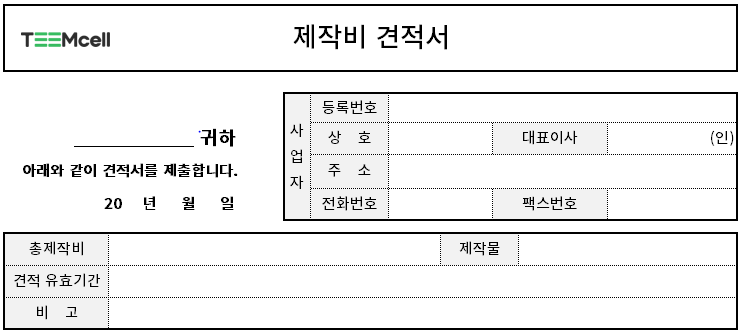 TEEMcell
제작비 견적서
귀하
아래와 같이 견적서를 제출합니다.
20 년 월 일
사업자
등록번호
상 호
대표이사
(인)
주 소
전화번호
팩스번호
총제작비
제작물
견적 유효기간
비 고